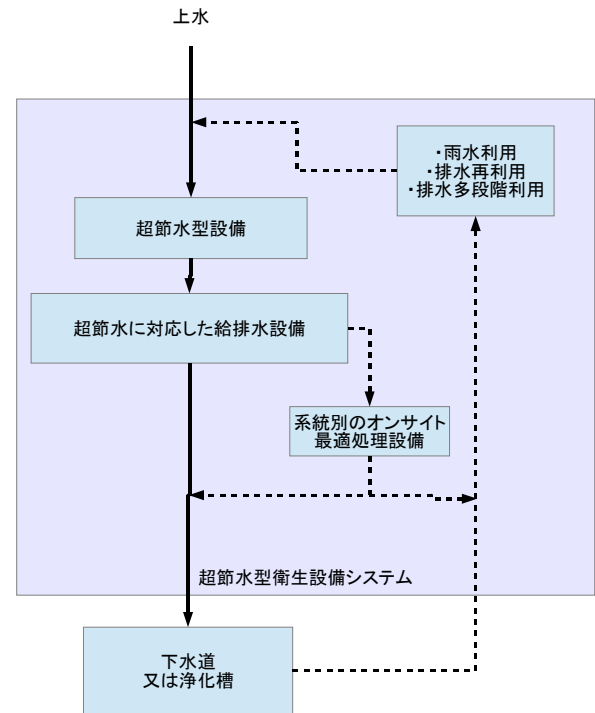 上水
・雨水利用
・排水再利用
・排水多段階利用
超節水型設備
超節水に対応した給排水設備
系統別のオンサイト
最適処理設備
超節水型衛生設備システム
下水道
又は浄化槽